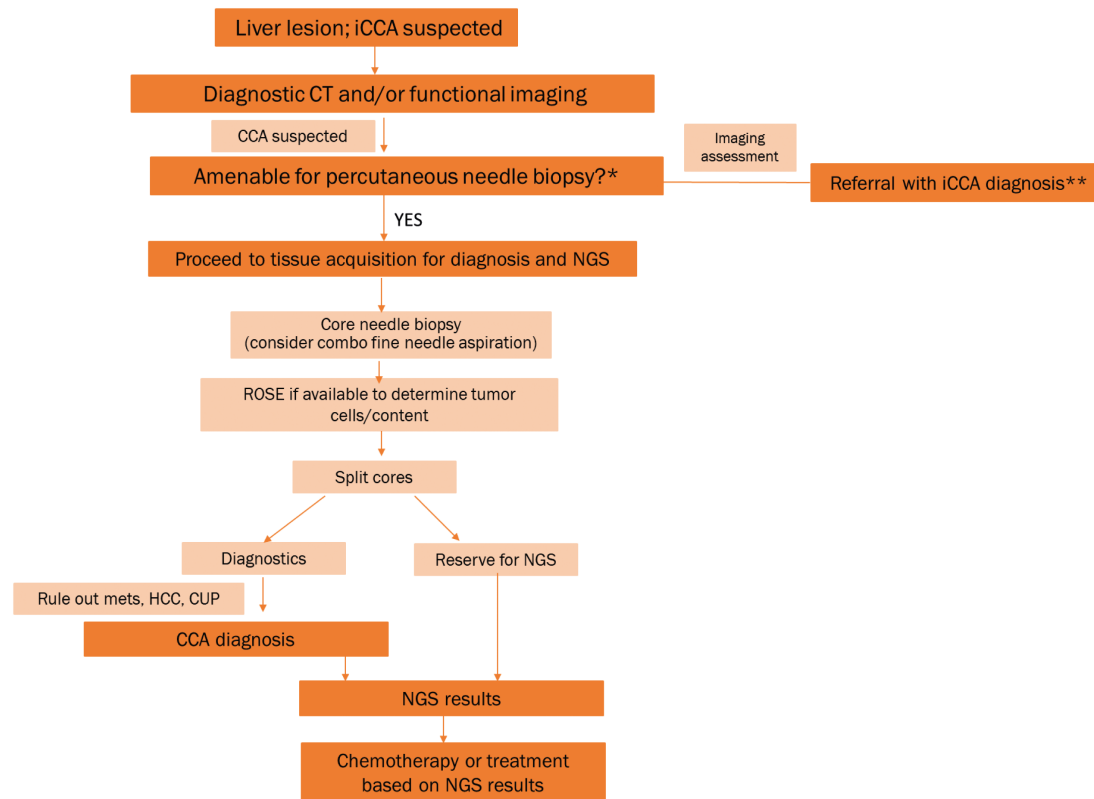 Liver lesion; iCCA suspected
Diagnostic CT and/or functional imaging
CCA suspected
Imaging
assessment
Amenable for percutaneous needle biopsy?*
Referral with iCCA diagnosis**
YES
Proceed to tissue acquisition for diagnosis and NGS
Core needle biopsy
(consider combo fine needle aspiration)
ROSE if available to determine tumor
cells/content
Split cores
Diagnostics
Reserve for NGS
Rule out mets, HCC, CUP
CCA diagnosis
NGS results
Chemotherapy or treatment
based on NGS results